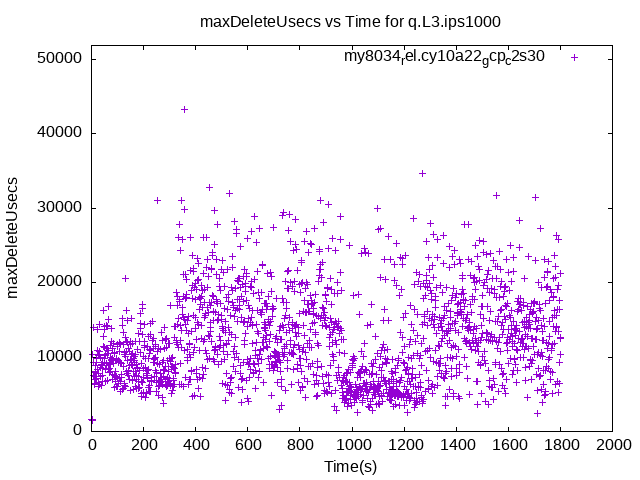 maxDeleteUsecs vs Time for q.L3.ips1000
my8034rel.cy10a22gcpc2s30
50000
40000
30000
20000
10000
0
maxDeleteUsecs
0 200 400 600 800 1000 1200 1400 1600 1800 2000
Time(s)